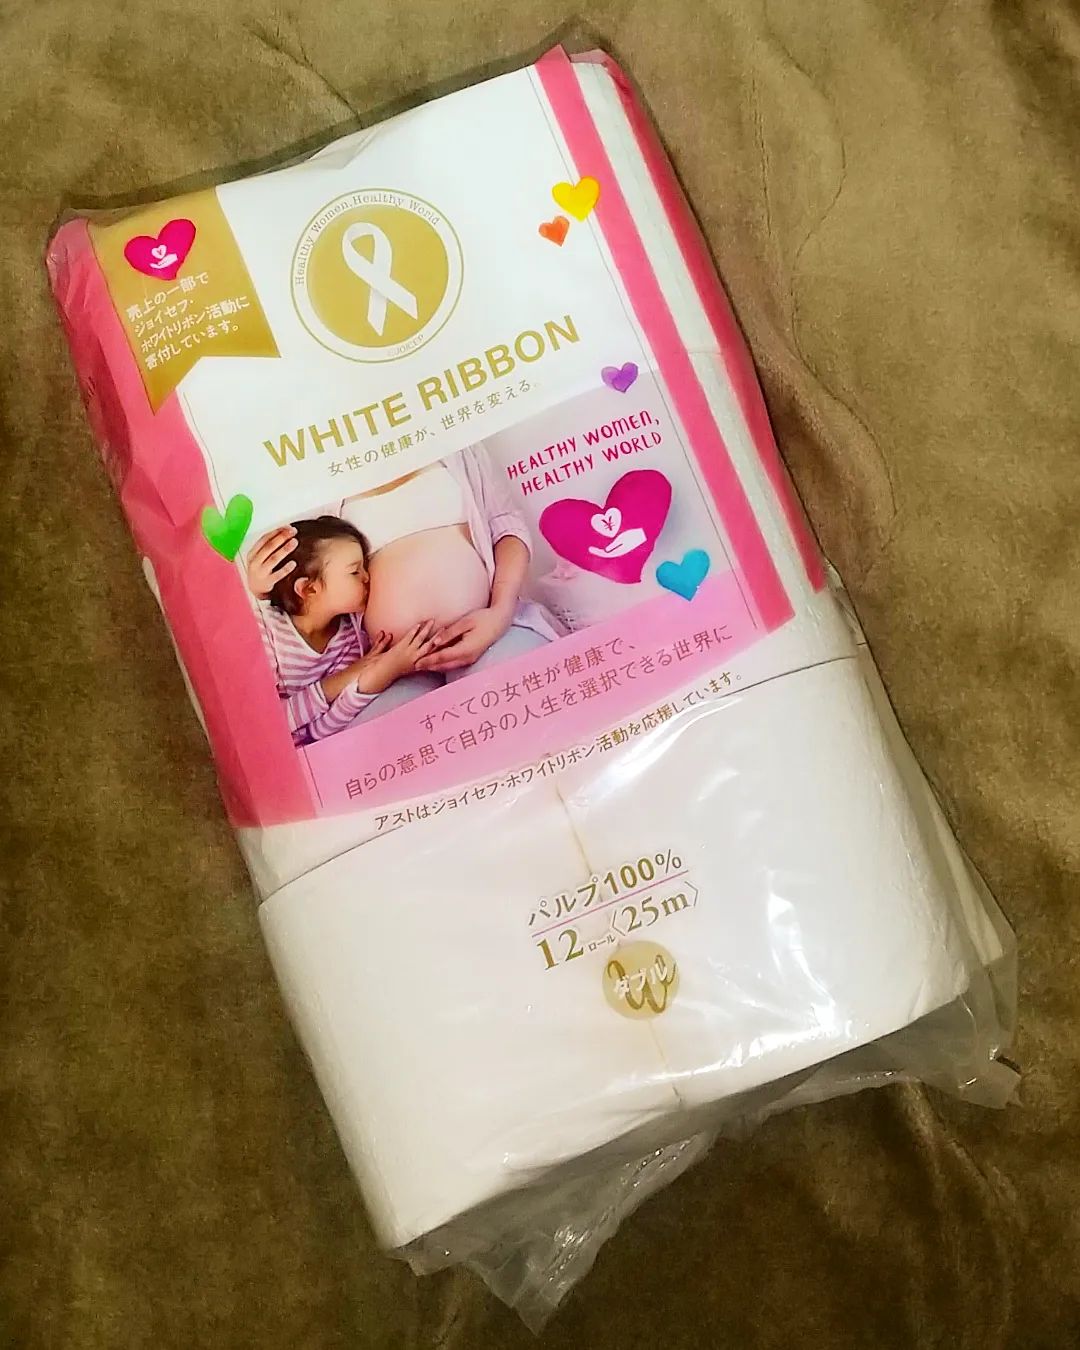 売上の一部で
ジョイセフ・
ホワイトリボン活動に
寄付しています。
Healthy Women, Healthy World
©JOICFP
WHITE RIBBON
女性の健康が、世界を変える。
HEALTHY WOMEN,
HEALTHY WORLD
¥
すべての女性が健康で、
自らの意思で自分の人生を選択できる世界に
アストはジョイセフ・ホワイトリボン活動を応援しています。
パルプ100%
12ロール〈25m〉
W
ダブル